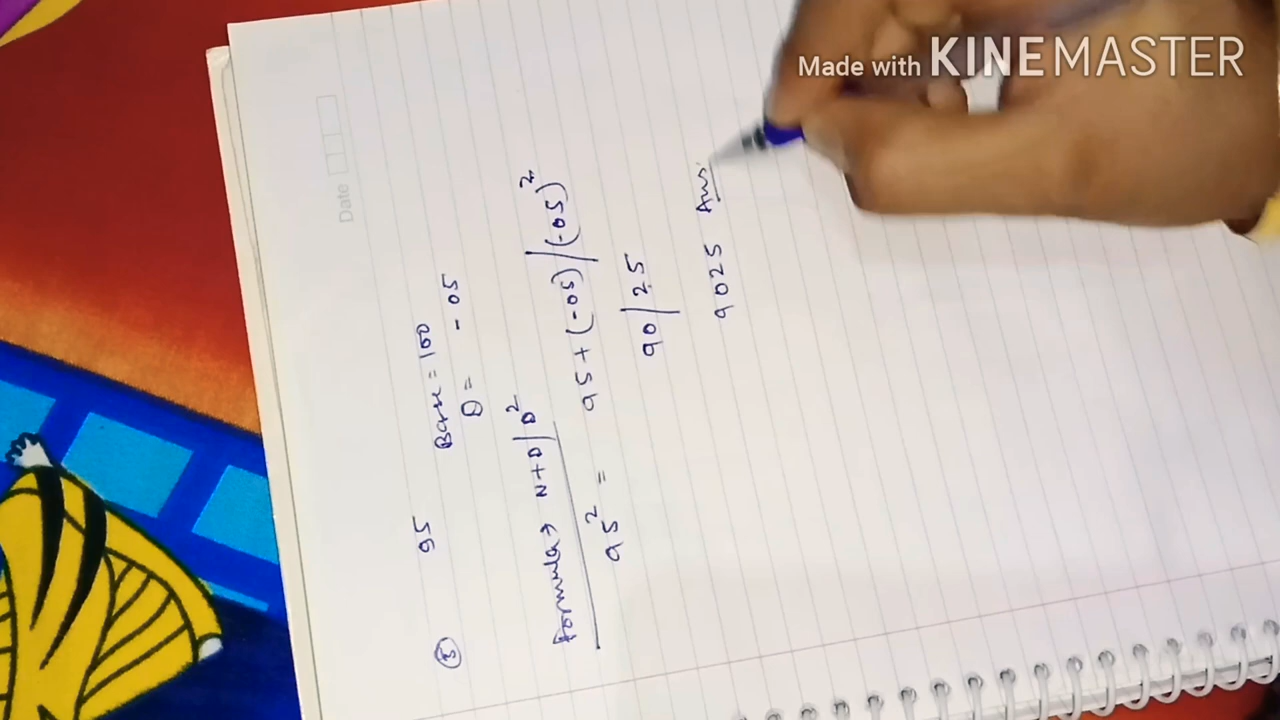 Made with KINEMASTER
Date
③ 95 Base = 100
D = - 05
Formula → N+D/D²
95² = 95 + (-05)/(-05)²
90/25
9025 Ans.